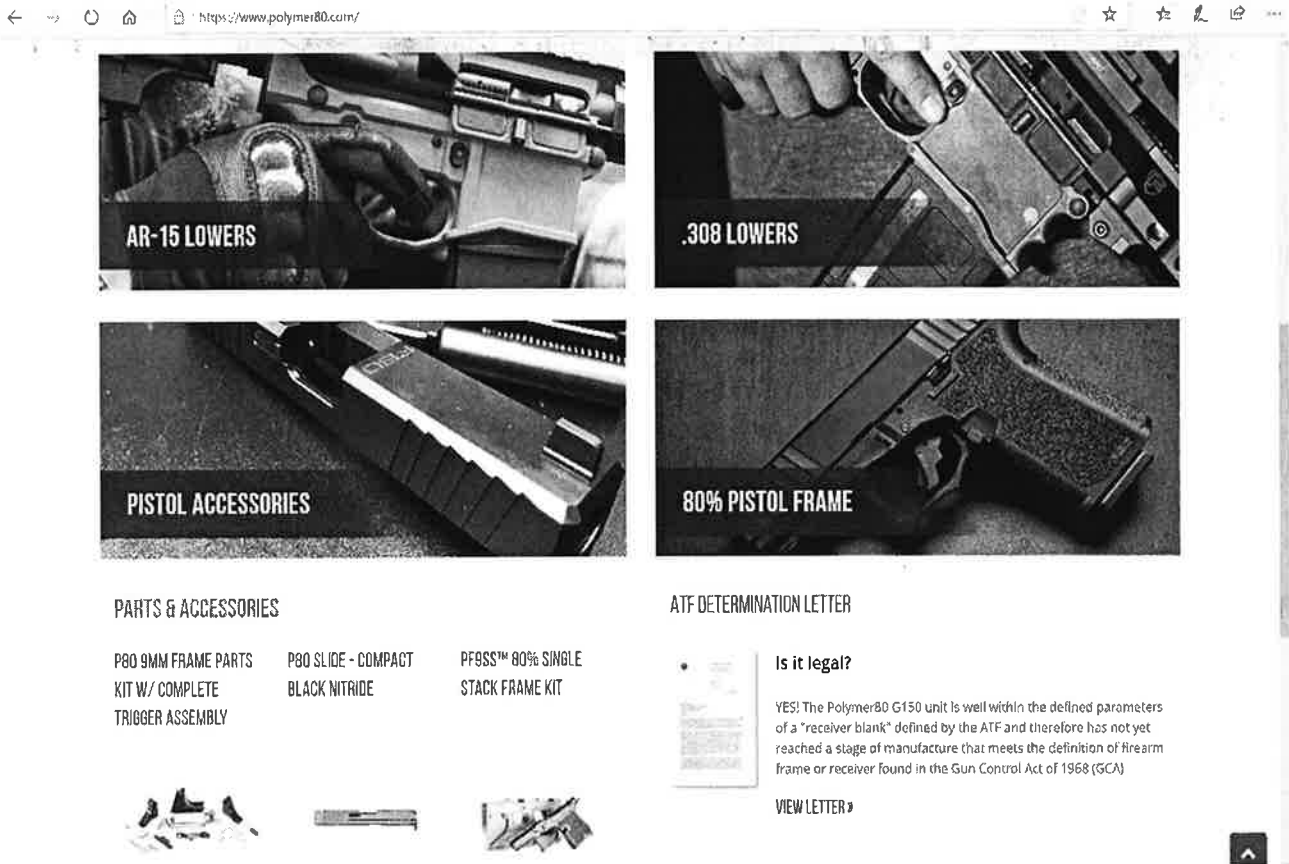 https://www.polymer80.com/
AR-15 LOWERS
.308 LOWERS
PISTOL ACCESSORIES
80% PISTOL FRAME
PARTS & ACCESSORIES
P80 9MM FRAME PARTS
KIT W/ COMPLETE
TRIGGER ASSEMBLY
P80 SLIDE - COMPACT
BLACK NITRIDE
PF9SS™ 80% SINGLE
STACK FRAME KIT
ATF DETERMINATION LETTER
Is it legal?
YES! The Polymer80 G150 unit is well within the defined parameters
of a "receiver blank" defined by the ATF and therefore has not yet
reached a stage of manufacture that meets the definition of firearm
frame or receiver found in the Gun Control Act of 1968 (GCA)
VIEW LETTER »